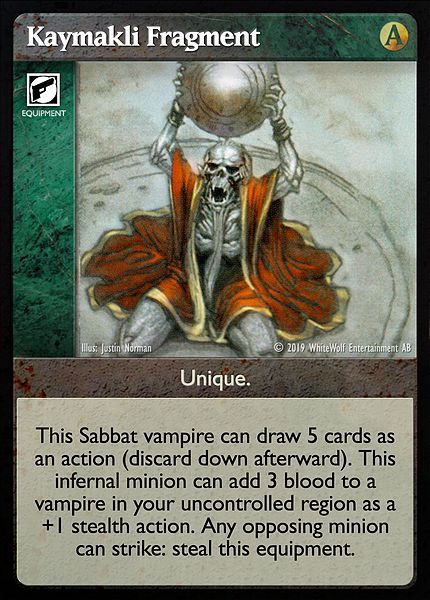 Kaymakli Fragment
A
EQUIPMENT
Illus: Justin Norman
© 2019 WhiteWolf Entertainment AB
Unique.
This Sabbat vampire can draw 5 cards as
an action (discard down afterward). This
infernal minion can add 3 blood to a
vampire in your uncontrolled region as a
+1 stealth action. Any opposing minion
can strike: steal this equipment.